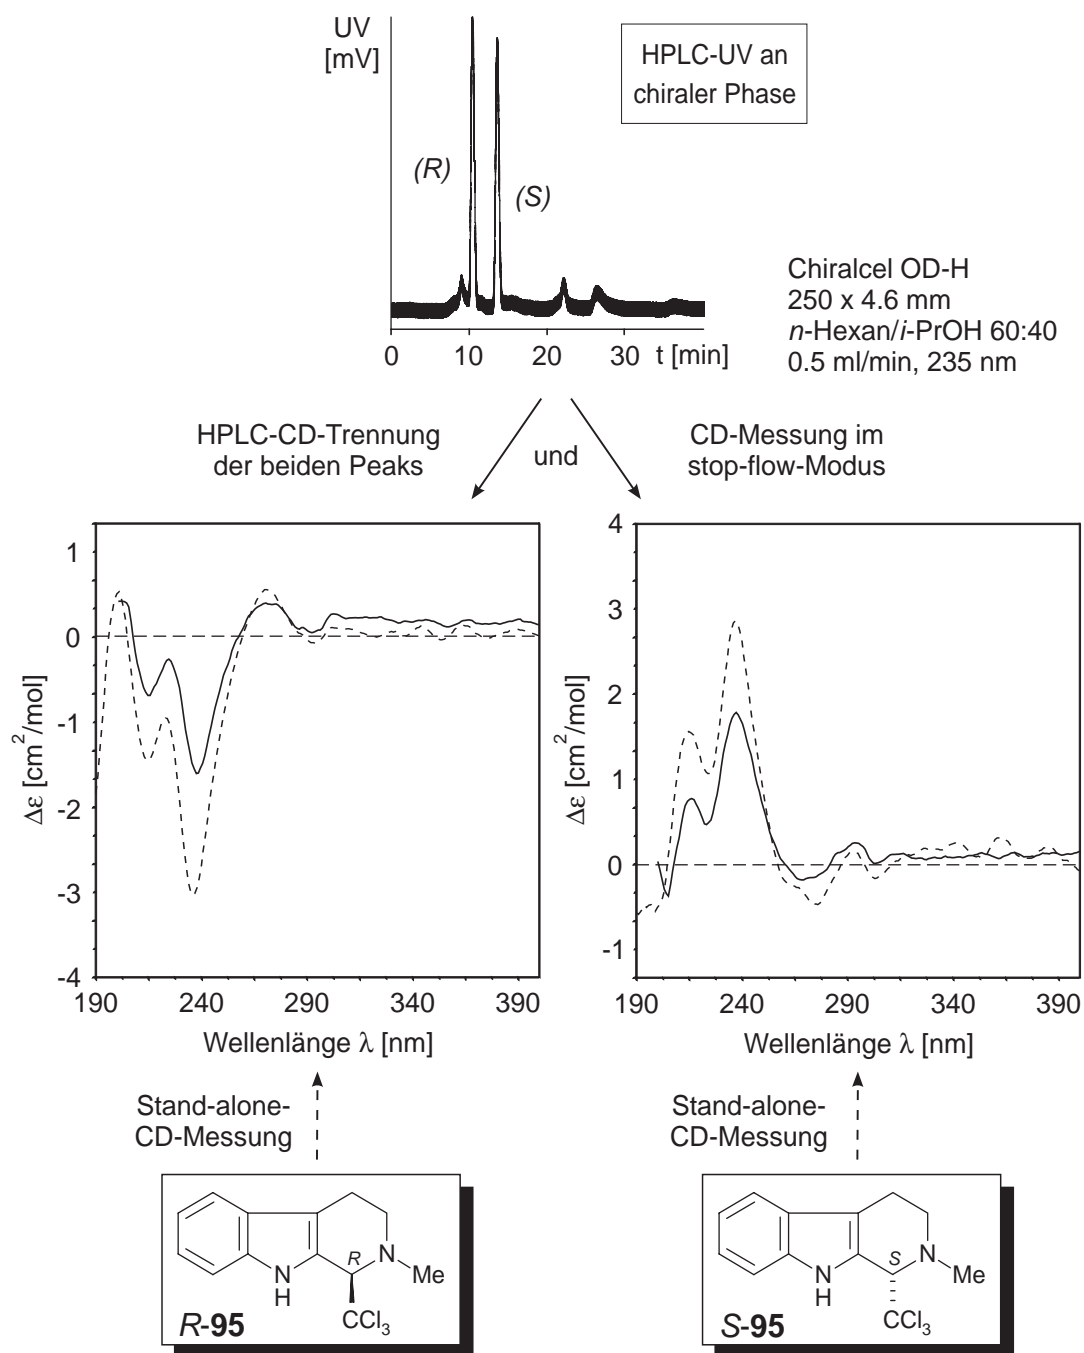 UV
[mV]
HPLC-UV an
chiraler Phase
(R)
(S)
Chiralcel OD-H
250 x 4.6 mm
n-Hexan/i-PrOH 60:40
0.5 ml/min, 235 nm
0 10 20 30 t [min]
HPLC-CD-Trennung
der beiden Peaks
und
CD-Messung im
stop-flow-Modus
1
0
-1
-2
-3
-4
Δε [cm²/mol]
190 240 290 340 390
Wellenlänge λ [nm]
4
3
2
1
0
-1
Δε [cm²/mol]
190 240 290 340 390
Wellenlänge λ [nm]
Stand-alone-
CD-Messung
Stand-alone-
CD-Messung
R
N
N
H
Me
CCl₃
R-95
S
N
N
H
Me
CCl₃
S-95